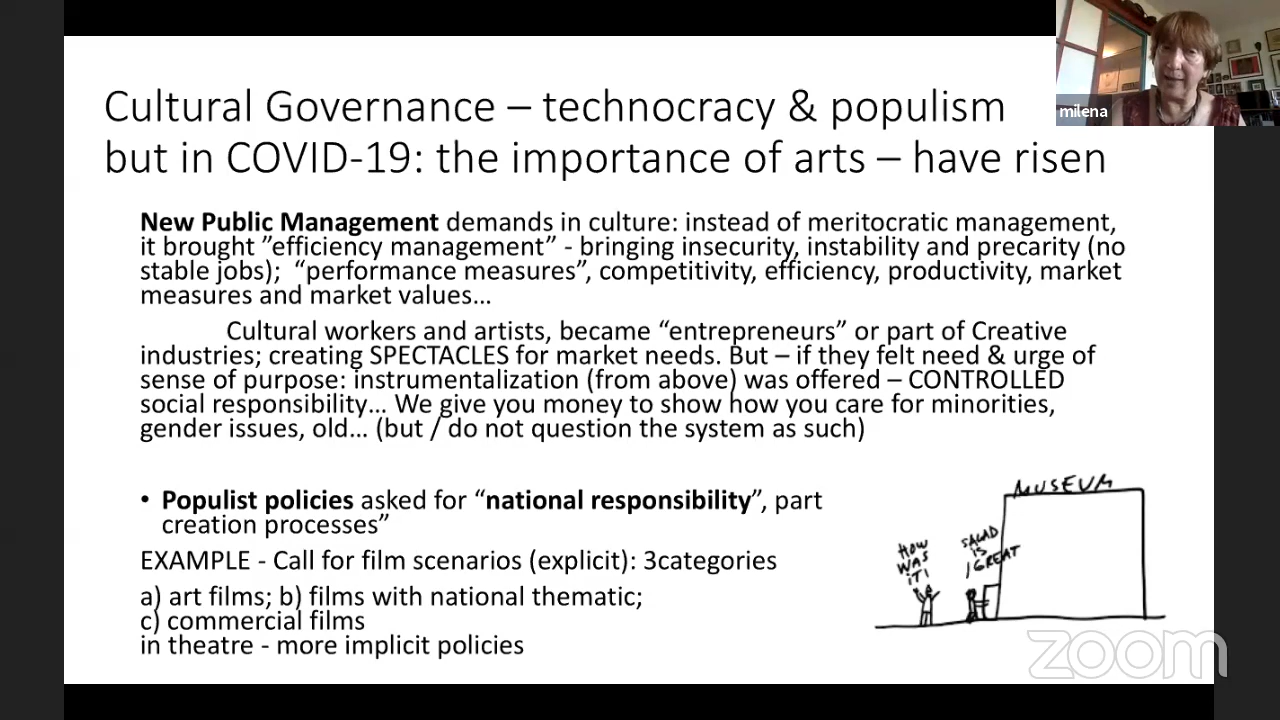 Cultural Governance – technocracy & populism
but in COVID-19: the importance of arts – have risen
milena
New Public Management demands in culture: instead of meritocratic management,
it brought ”efficiency management” - bringing insecurity, instability and precarity (no
stable jobs); “performance measures”, competitivity, efficiency, productivity, market
measures and market values…
Cultural workers and artists, became “entrepreneurs” or part of Creative
industries; creating SPECTACLES for market needs. But – if they felt need & urge of
sense of purpose: instrumentalization (from above) was offered – CONTROLLED
social responsibility… We give you money to show how you care for minorities,
gender issues, old… (but / do not question the system as such)
• Populist policies asked for “national responsibility”, part
creation processes”
EXAMPLE - Call for film scenarios (explicit): 3categories
a) art films; b) films with national thematic;
c) commercial films
in theatre - more implicit policies
MUSEUM
HOW
WAS
IT!
SALAD
IS
GREAT
zoom